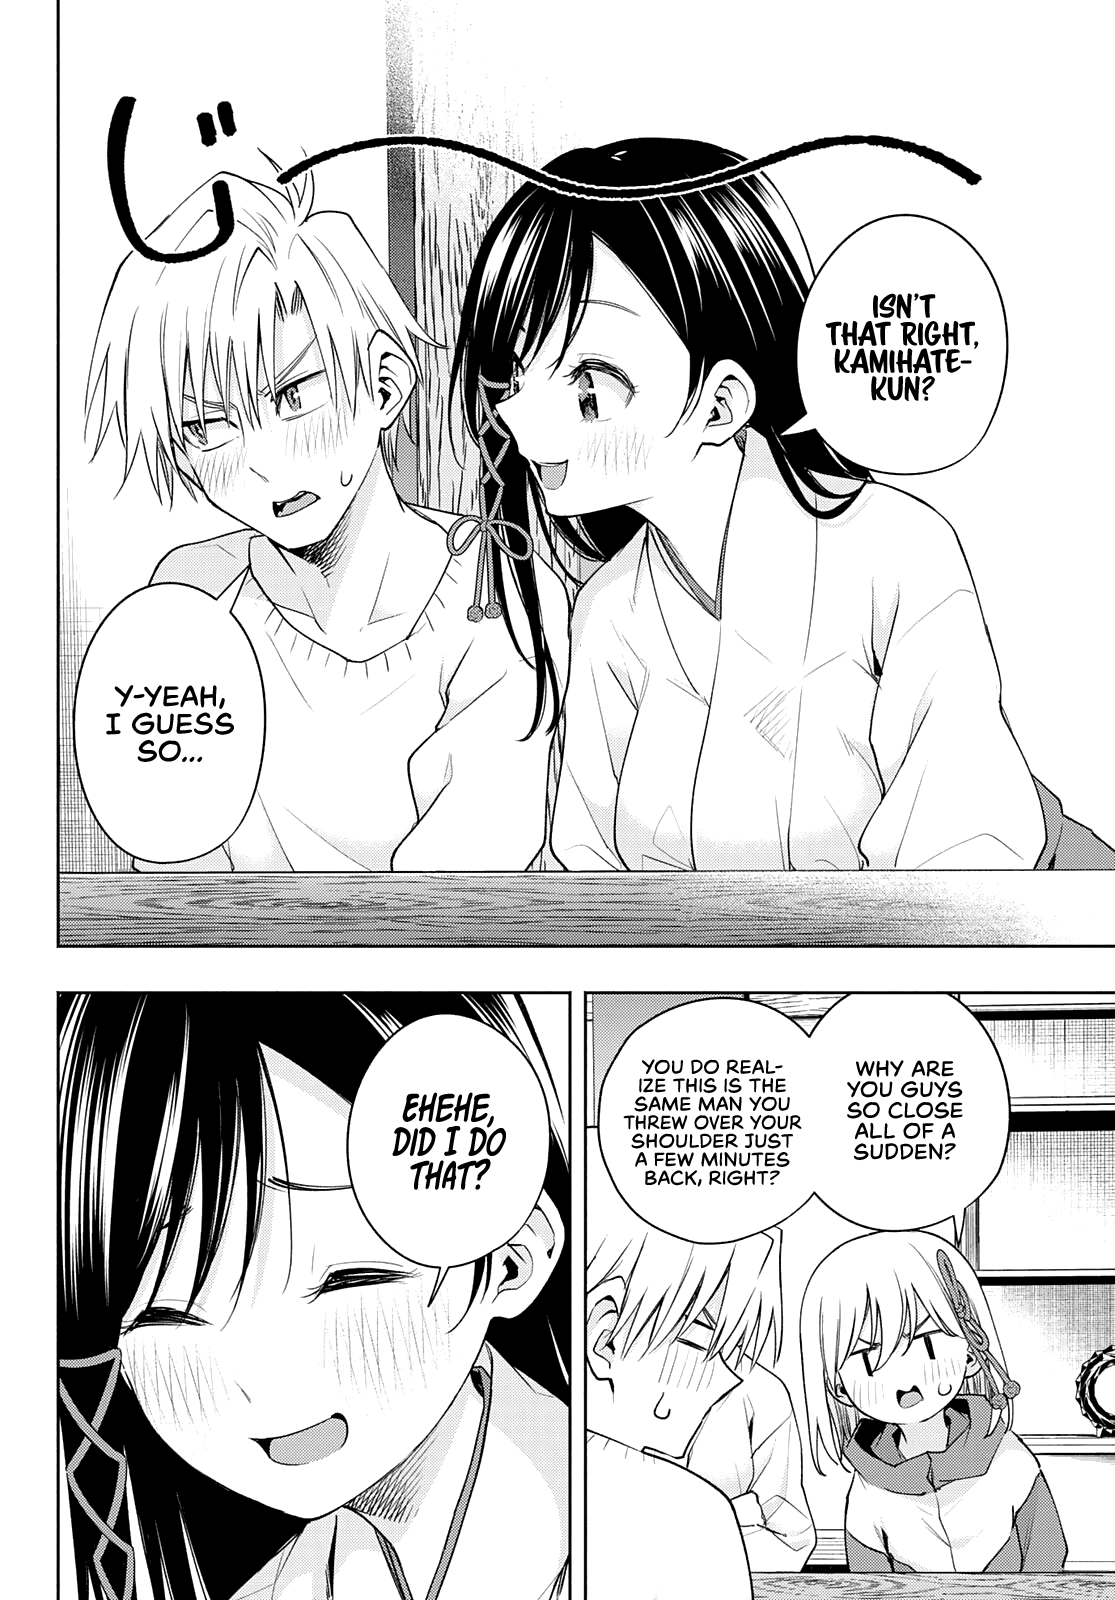 じ〜
ISN'T
THAT RIGHT,
KAMIHATE-
KUN?
Y-YEAH,
I GUESS
SO...
WHY ARE
YOU GUYS
SO CLOSE
ALL OF A
SUDDEN?
YOU DO REAL-
IZE THIS IS THE
SAME MAN YOU
THREW OVER YOUR
SHOULDER JUST
A FEW MINUTES
BACK, RIGHT?
EHEHE,
DID I DO
THAT?